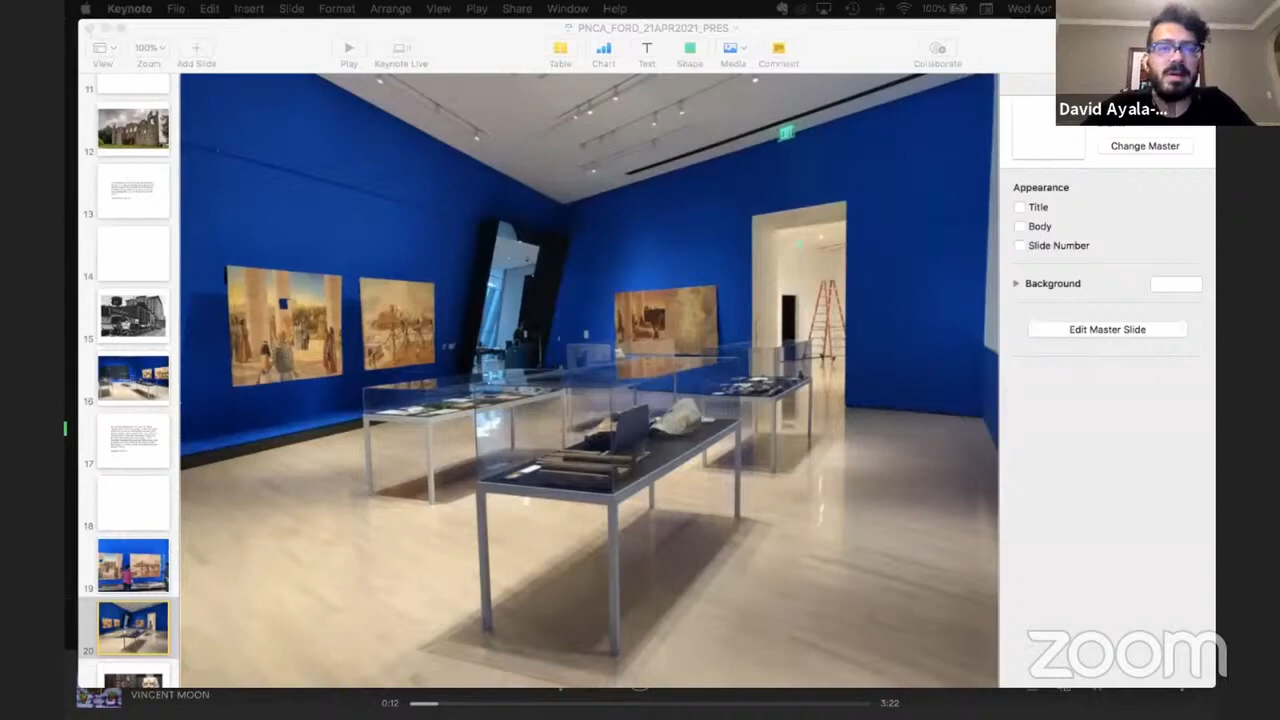 Keynote File Edit Insert Slide Format Arrange View Play Share Window Help 100% Wed Apr
PNCA_FORD_21APR2021_PRES
100%
View Zoom Add Slide Play Keynote Live Table Chart Text Shape Media Comment Collaborate
David Ayala-...
Change Master
Appearance
Title
Body
Slide Number
Background
Edit Master Slide
11
12
13
14
15
16
17
18
19
20
zoom
VINCENT MOON
0:12
3:22